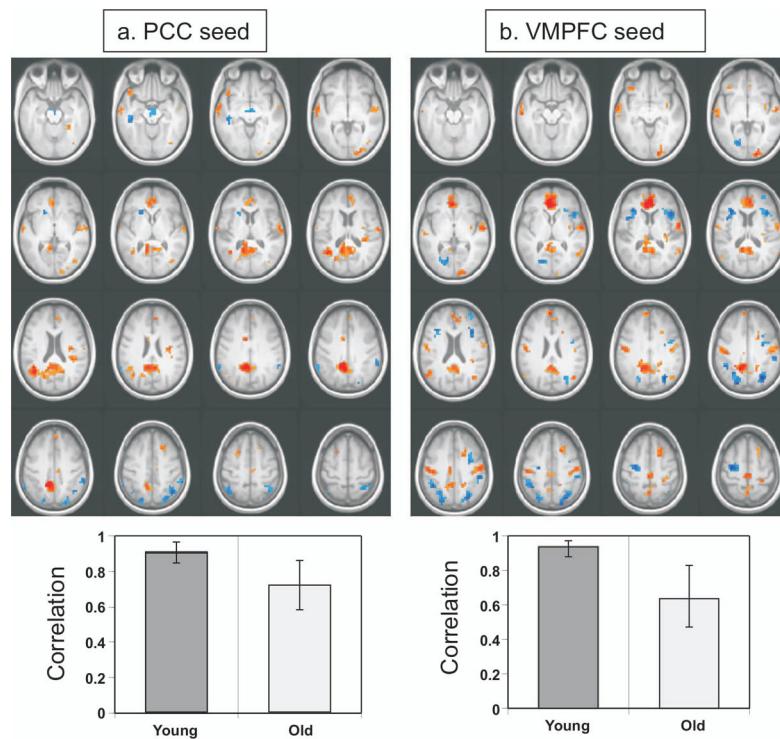 a. PCC seed
b. VMPFC seed
Correlation
1
0.8
0.6
0.4
0.2
0
Young
Old
Correlation
1
0.8
0.6
0.4
0.2
0
Young
Old